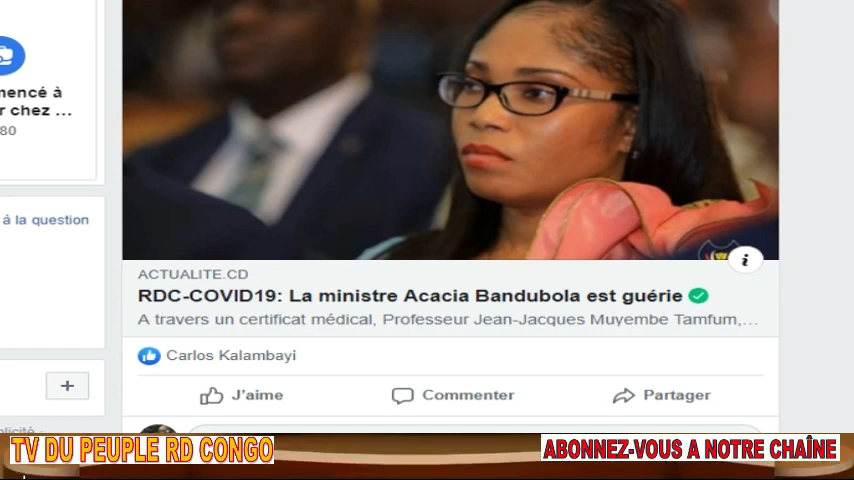 mencé à
r chez ...
80
à la question
i
ACTUALITE.CD
RDC-COVID19: La ministre Acacia Bandubola est guérie
A travers un certificat médical, Professeur Jean-Jacques Muyembe Tamfum,...
Carlos Kalambayi
J'aime
Commenter
Partager
TV DU PEUPLE RD CONGO
ABONNEZ-VOUS A NOTRE CHAÎNE